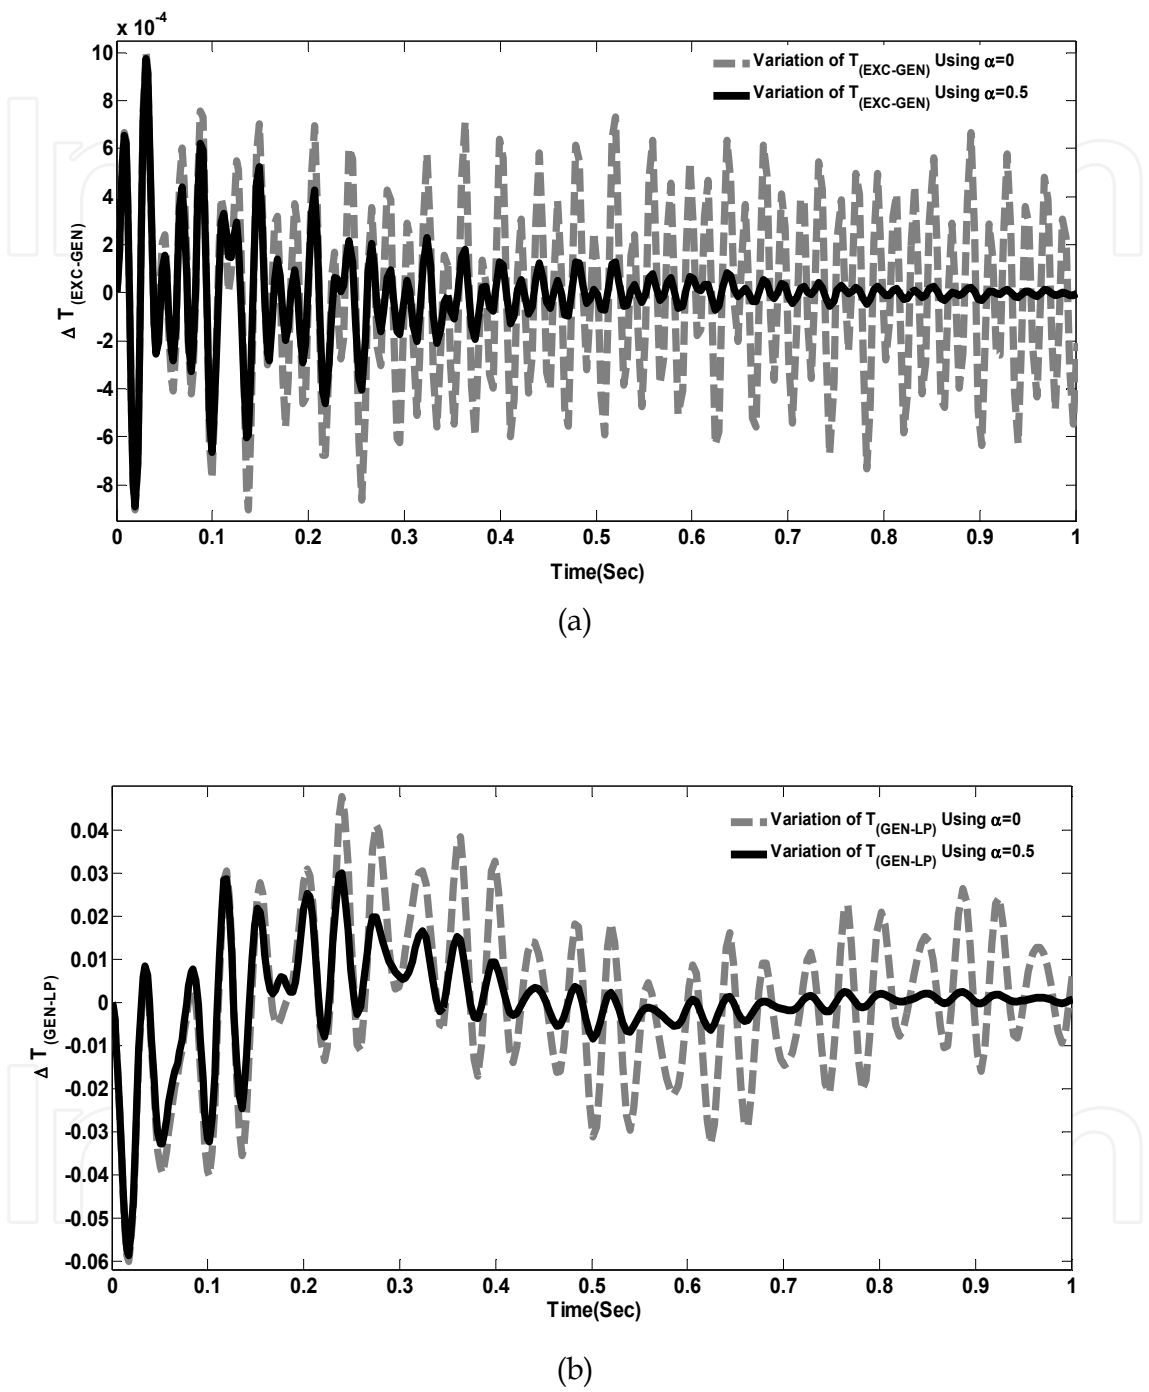 x 10-4
10
8
6
4
2
0
-2
-4
-6
-8
Δ T(EXC-GEN)
Variation of T(EXC-GEN) Using α=0
Variation of T(EXC-GEN) Using α=0.5
0 0.1 0.2 0.3 0.4 0.5 0.6 0.7 0.8 0.9 1
Time(Sec)
(a)
0.04
0.03
0.02
0.01
0
-0.01
-0.02
-0.03
-0.04
-0.05
-0.06
Δ T(GEN-LP)
Variation of T(GEN-LP) Using α=0
Variation of T(GEN-LP) Using α=0.5
0 0.1 0.2 0.3 0.4 0.5 0.6 0.7 0.8 0.9 1
Time(Sec)
(b)